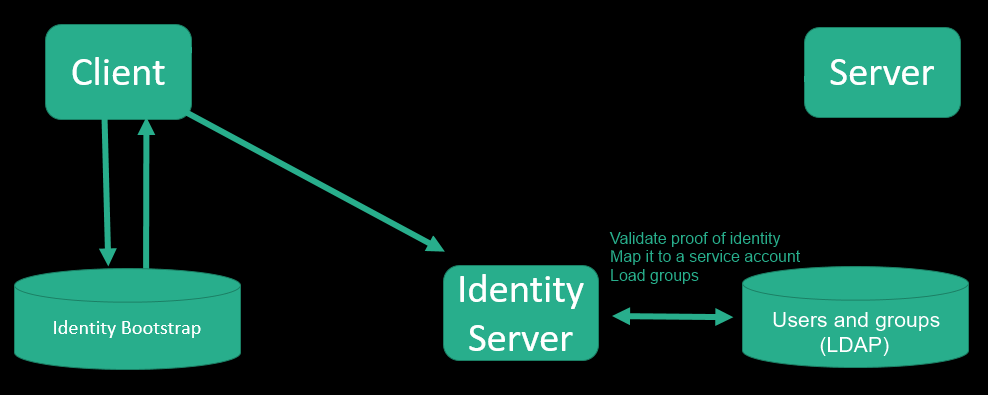 Client
Server
Validate proof of identity
Map it to a service account
Load groups
Identity
Server
Identity Bootstrap
Users and groups
(LDAP)